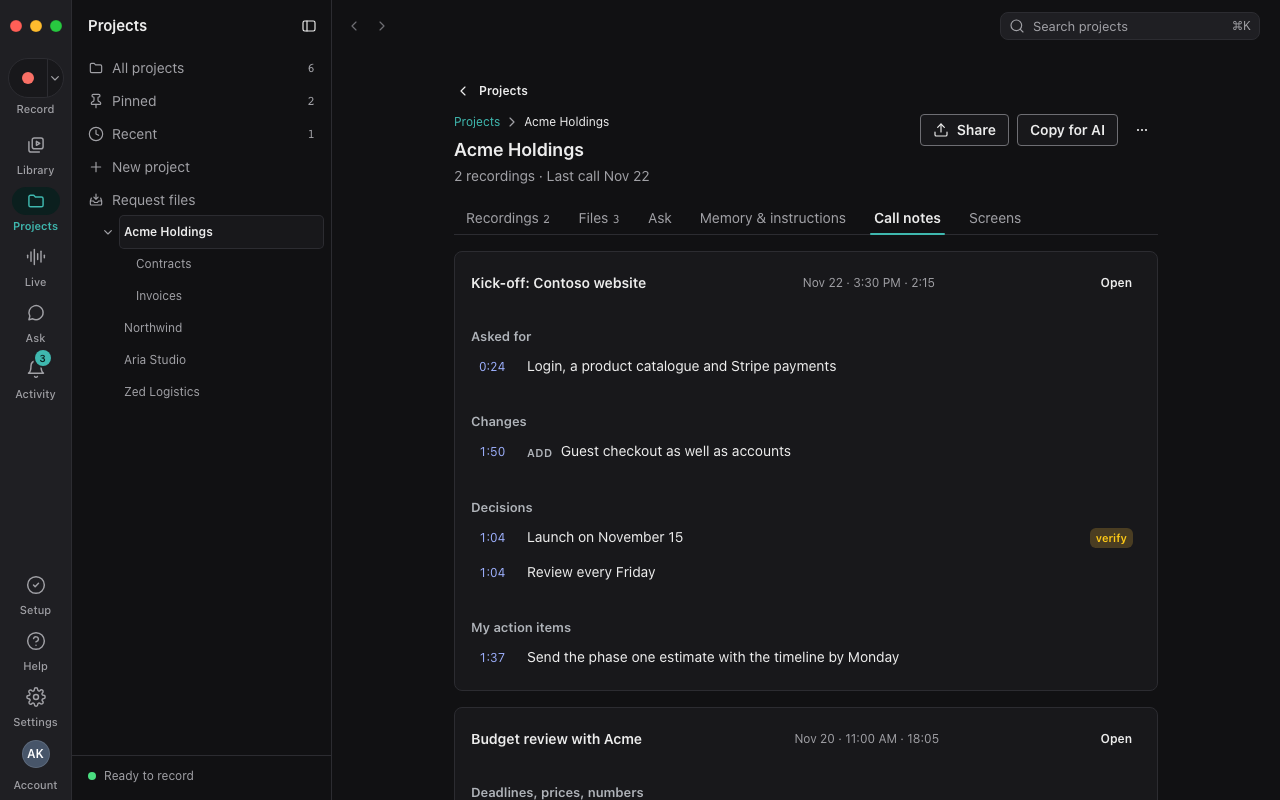 Projects
Search projects
⌘K
Record
Library
Projects
Live
Ask
3
Activity
Setup
Help
Settings
AK
Account
All projects 6
Pinned 2
Recent 1
New project
Request files
Acme Holdings
Contracts
Invoices
Northwind
Aria Studio
Zed Logistics
Ready to record
Projects
Projects Acme Holdings
Acme Holdings
2 recordings · Last call Nov 22
Share
Copy for AI
Recordings 2 Files 3 Ask Memory & instructions Call notes Screens
Kick-off: Contoso website Nov 22 · 3:30 PM · 2:15 Open
Asked for
0:24 Login, a product catalogue and Stripe payments
Changes
1:50 ADD Guest checkout as well as accounts
Decisions
1:04 Launch on November 15 verify
1:04 Review every Friday
My action items
1:37 Send the phase one estimate with the timeline by Monday
Budget review with Acme Nov 20 · 11:00 AM · 18:05 Open
Deadlines, prices, numbers